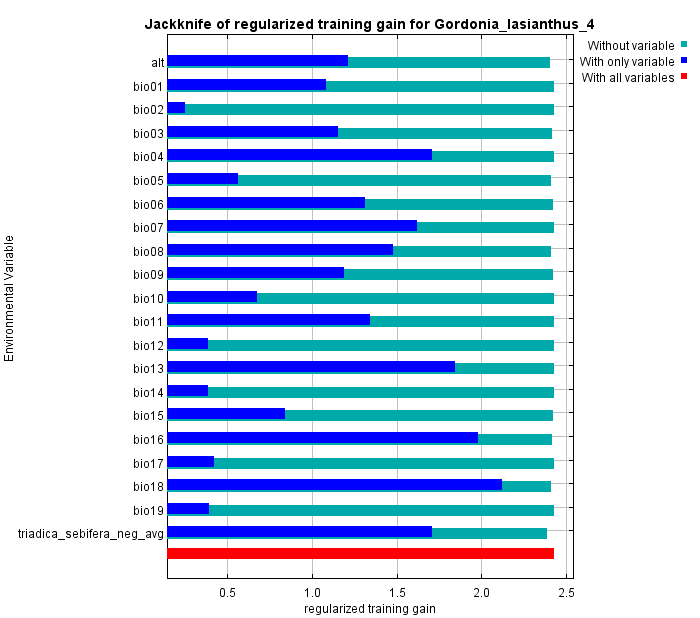 Jackknife of regularized training gain for Gordonia_lasianthus_4
Without variable
With only variable
With all variables
Environmental Variable
alt
bio01
bio02
bio03
bio04
bio05
bio06
bio07
bio08
bio09
bio10
bio11
bio12
bio13
bio14
bio15
bio16
bio17
bio18
bio19
triadica_sebifera_neg_avg
0.5 1.0 1.5 2.0 2.5
regularized training gain